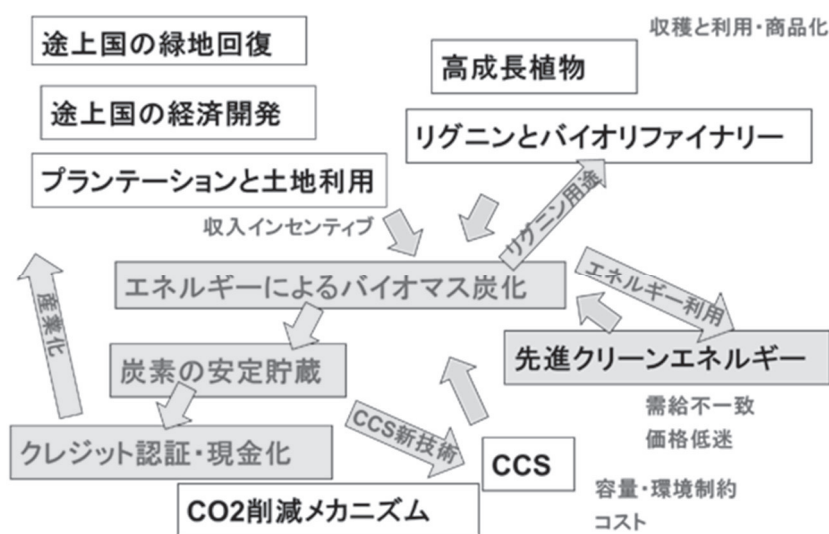 途上国の緑地回復
収穫と利用・商品化
高成長植物
途上国の経済開発
リグニンとバイオリファイナリー
プランテーションと土地利用
収入インセンティブ
リグニン用途
エネルギーによるバイオマス炭化
エネルギー利用
産業化
先進クリーンエネルギー
炭素の安定貯蔵
需給不一致
価格低迷
CCS新技術
クレジット認証・現金化
CCS
容量・環境制約
CO2削減メカニズム
コスト